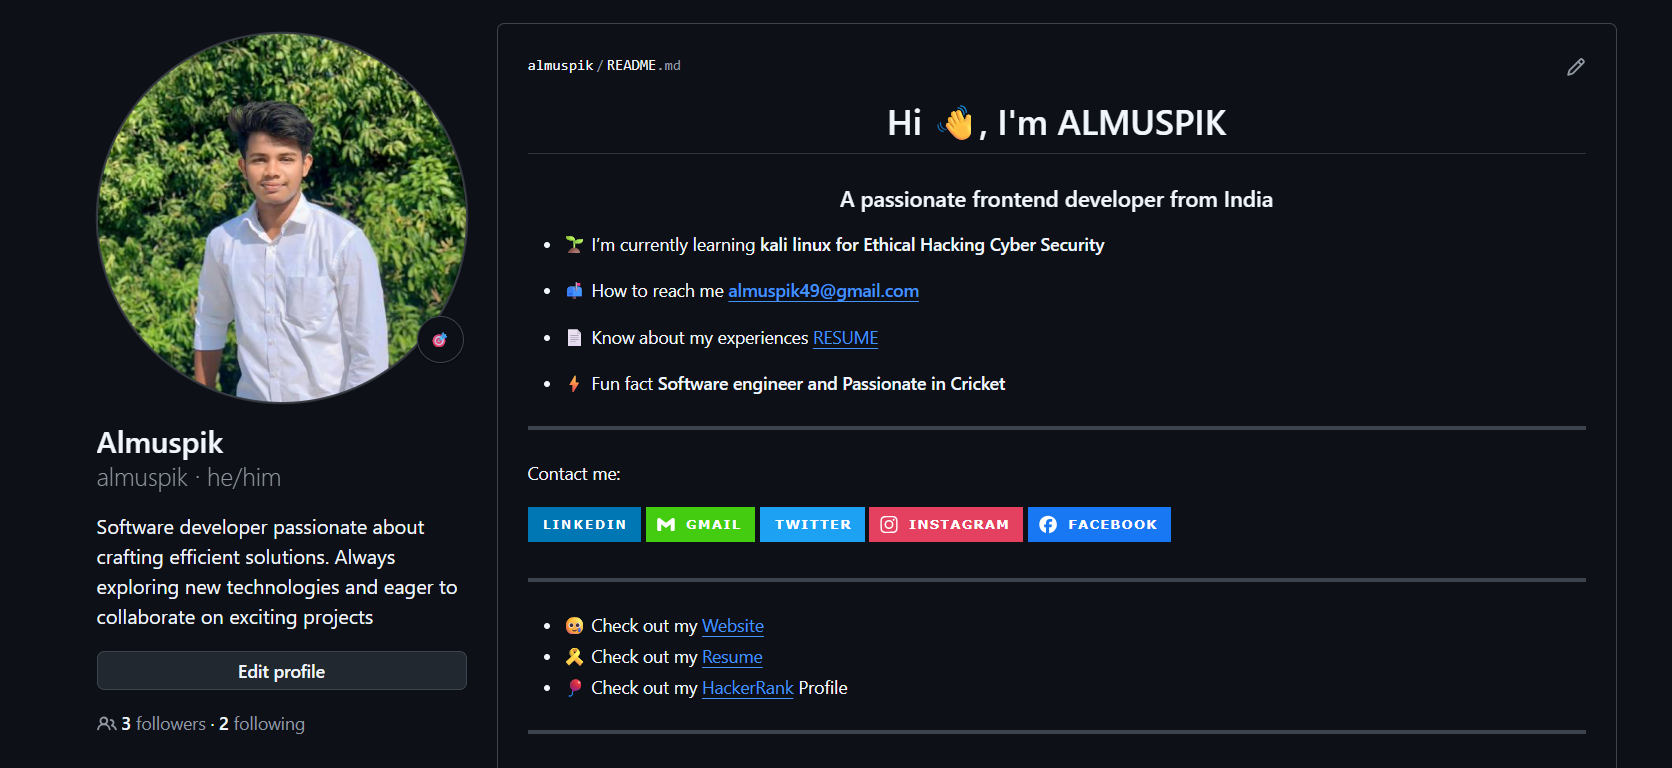 almuspik/README.md
Hi 👋, I'm ALMUSPIK
A passionate frontend developer from India
🌱 I’m currently learning kali linux for Ethical Hacking Cyber Security
📫 How to reach me almuspik49@gmail.com
📄 Know about my experiences RESUME
⚡ Fun fact Software engineer and Passionate in Cricket
Contact me:
LINKEDIN GMAIL TWITTER INSTAGRAM FACEBOOK
Check out my Website
Check out my Resume
Check out my HackerRank Profile
Almuspik
almuspik · he/him
Software developer passionate about
crafting efficient solutions. Always
exploring new technologies and eager to
collaborate on exciting projects
Edit profile
3 followers · 2 following